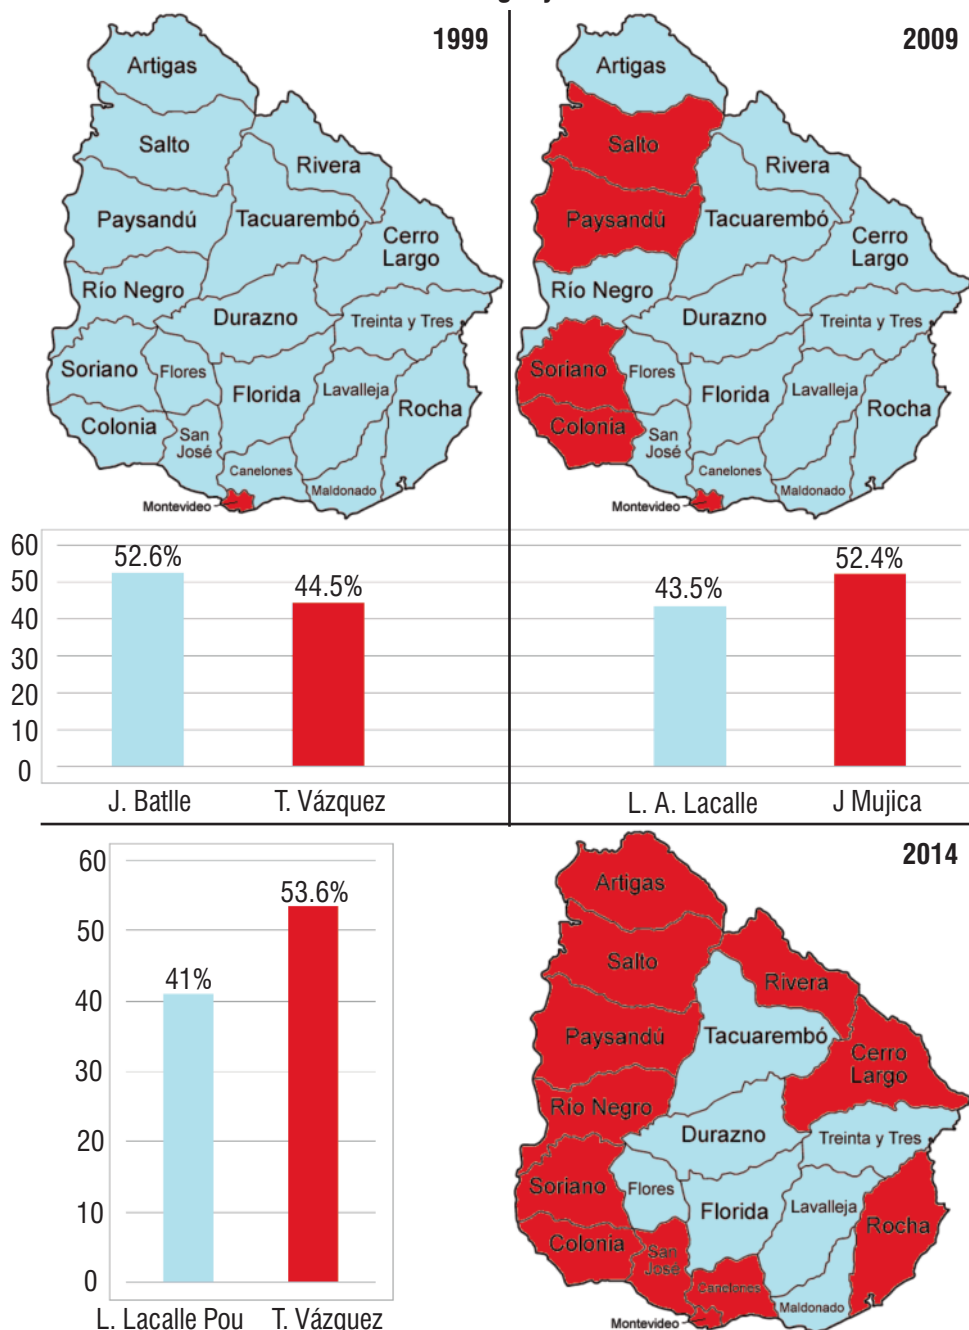 1999
Artigas
Salto
Rivera
Paysandú
Tacuarembó
Cerro
Largo
Río Negro
Durazno
Treinta y Tres
Soriano
Flores
Florida
Lavalleja
Rocha
Colonia
San
José
Canelones
Maldonado
Montevideo
2009
Artigas
Salto
Rivera
Paysandú
Tacuarembó
Cerro
Largo
Río Negro
Durazno
Treinta y Tres
Soriano
Flores
Florida
Lavalleja
Rocha
Colonia
San
José
Canelones
Maldonado
Montevideo
60
50
40
30
20
10
0
52.6%
44.5%
J. Batlle
T. Vázquez
43.5%
52.4%
L. A. Lacalle
J Mujica
60
50
40
30
20
10
0
41%
53.6%
L. Lacalle Pou
T. Vázquez
2014
Artigas
Salto
Rivera
Paysandú
Tacuarembó
Cerro
Largo
Río Negro
Durazno
Treinta y Tres
Soriano
Flores
Florida
Lavalleja
Rocha
Colonia
San
José
Canelones
Maldonado
Montevideo